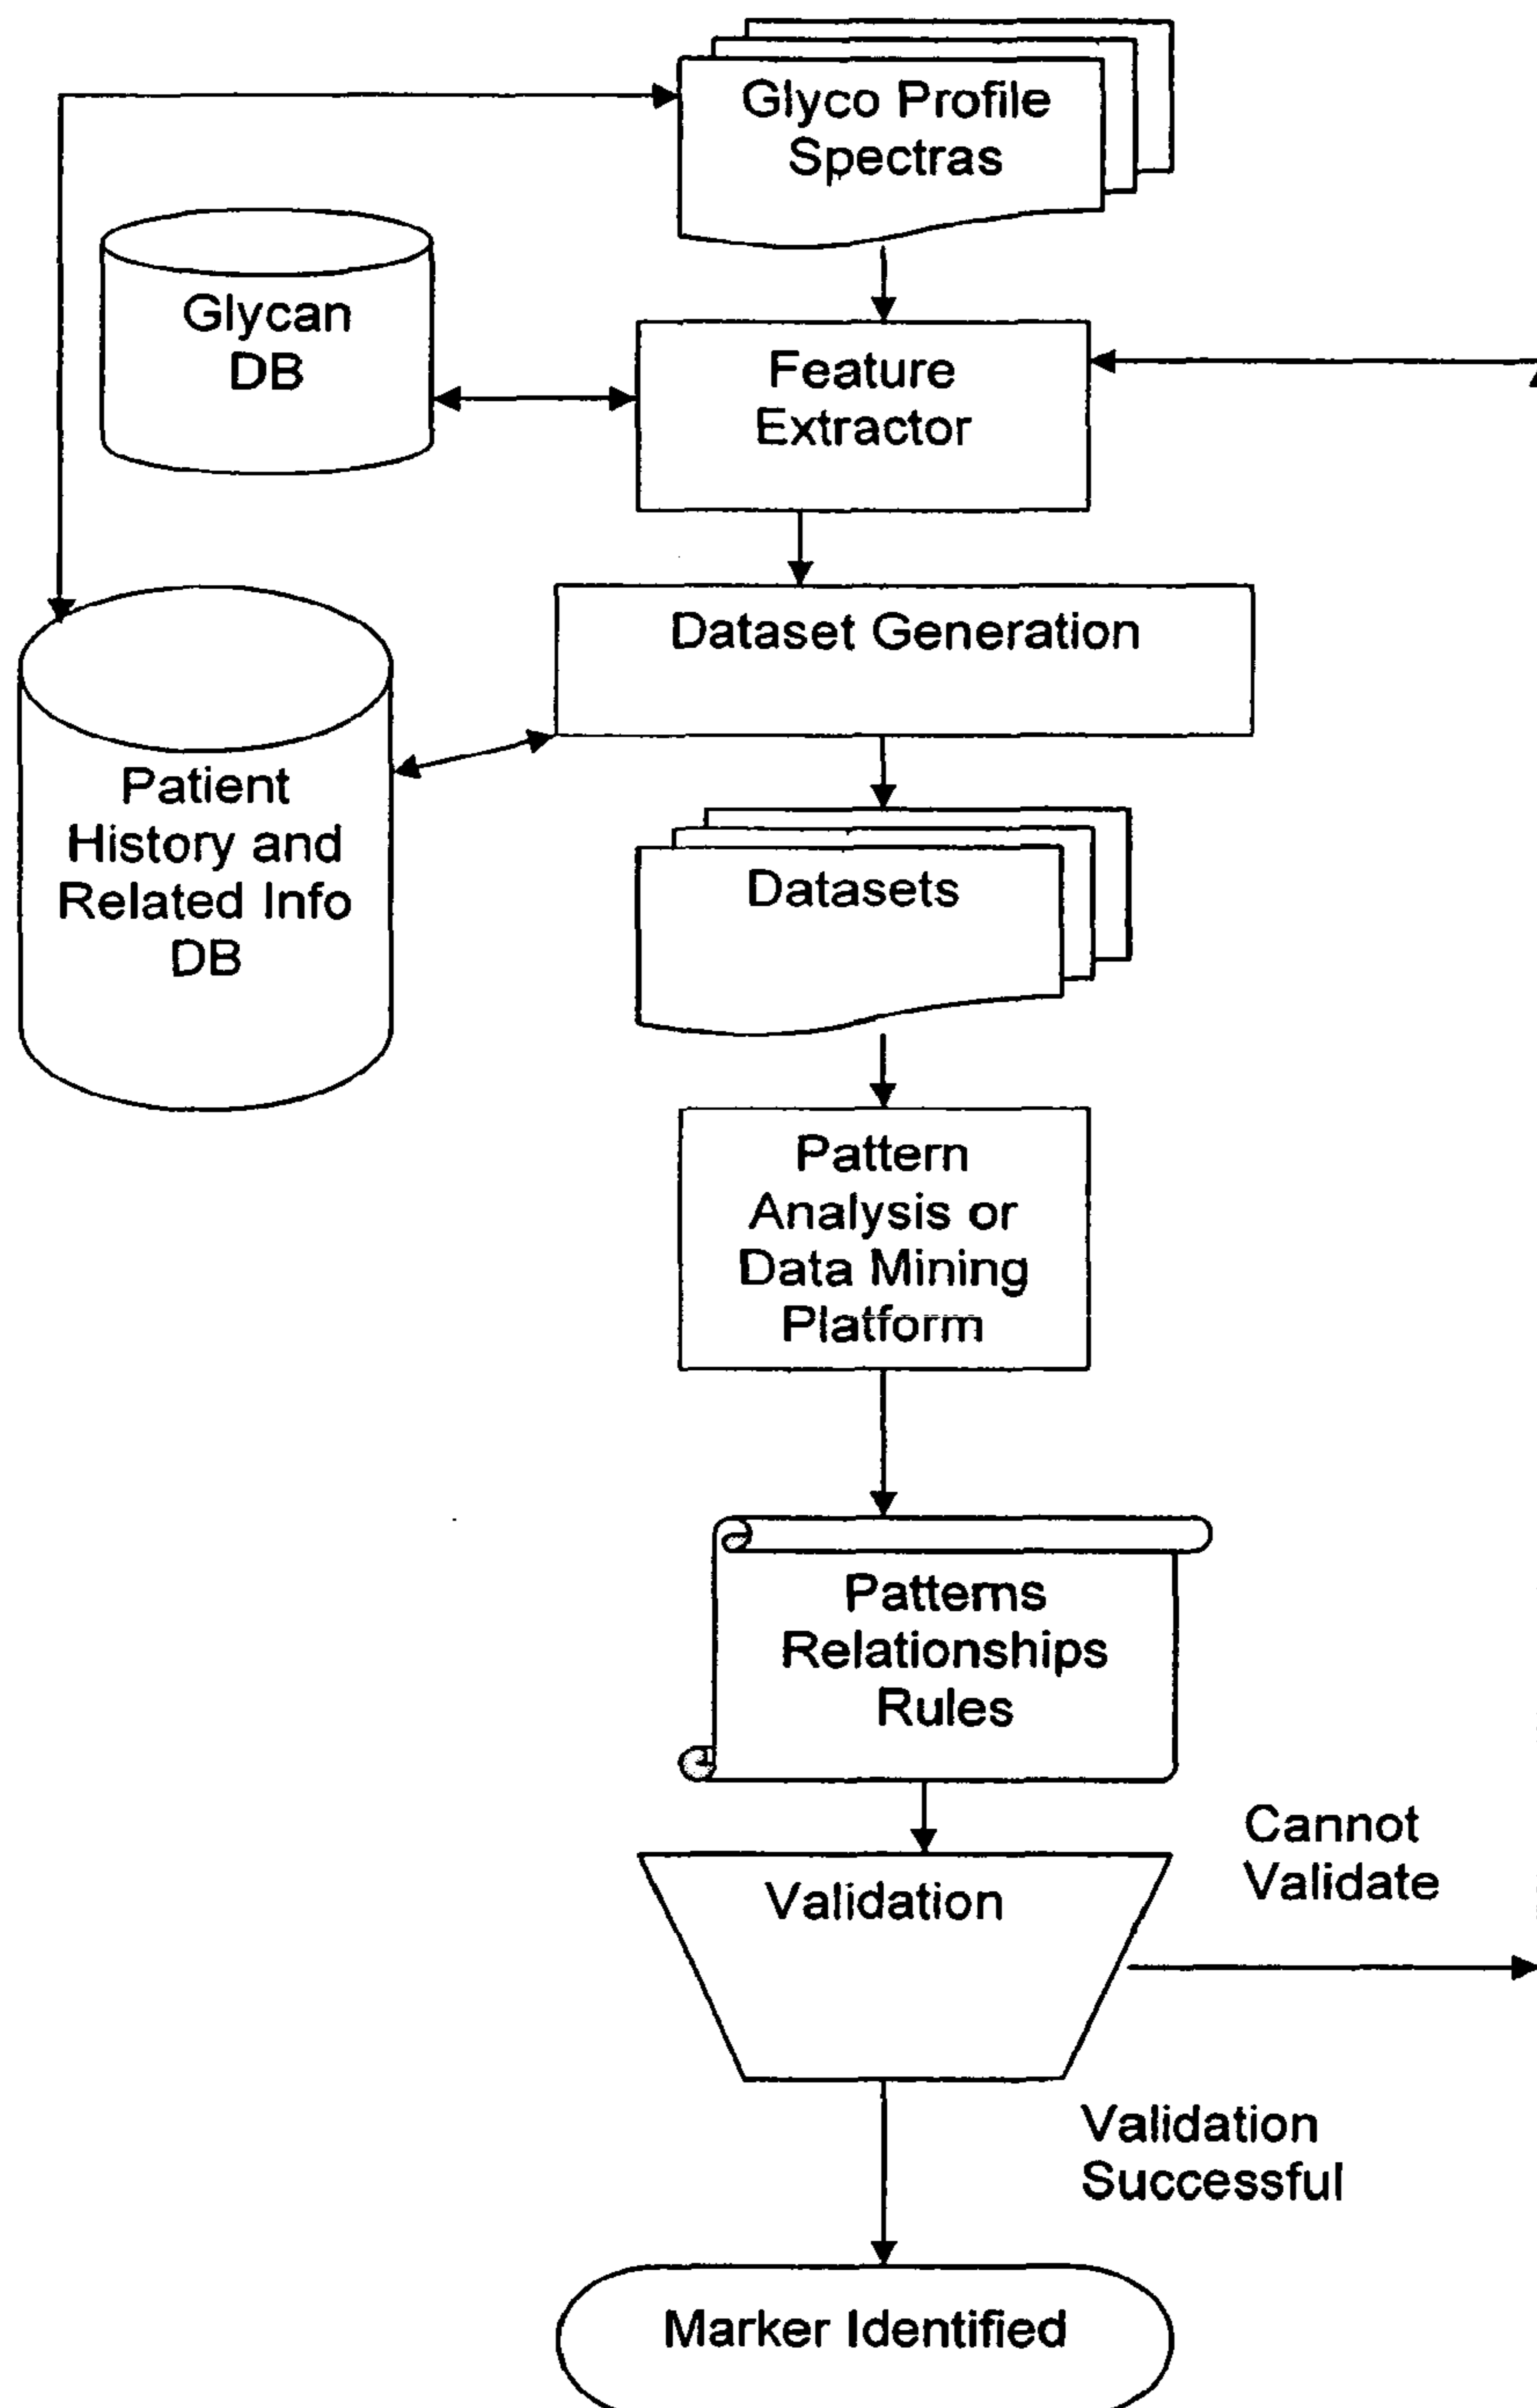 Glyco Profile
Spectras
Glycan
DB
Feature
Extractor
Dataset Generation
Patient
History and
Related Info
DB
Datasets
Pattern
Analysis or
Data Mining
Platform
Patterns
Relationships
Rules
Cannot
Validate
Validation
Validation
Successful
Marker Identified